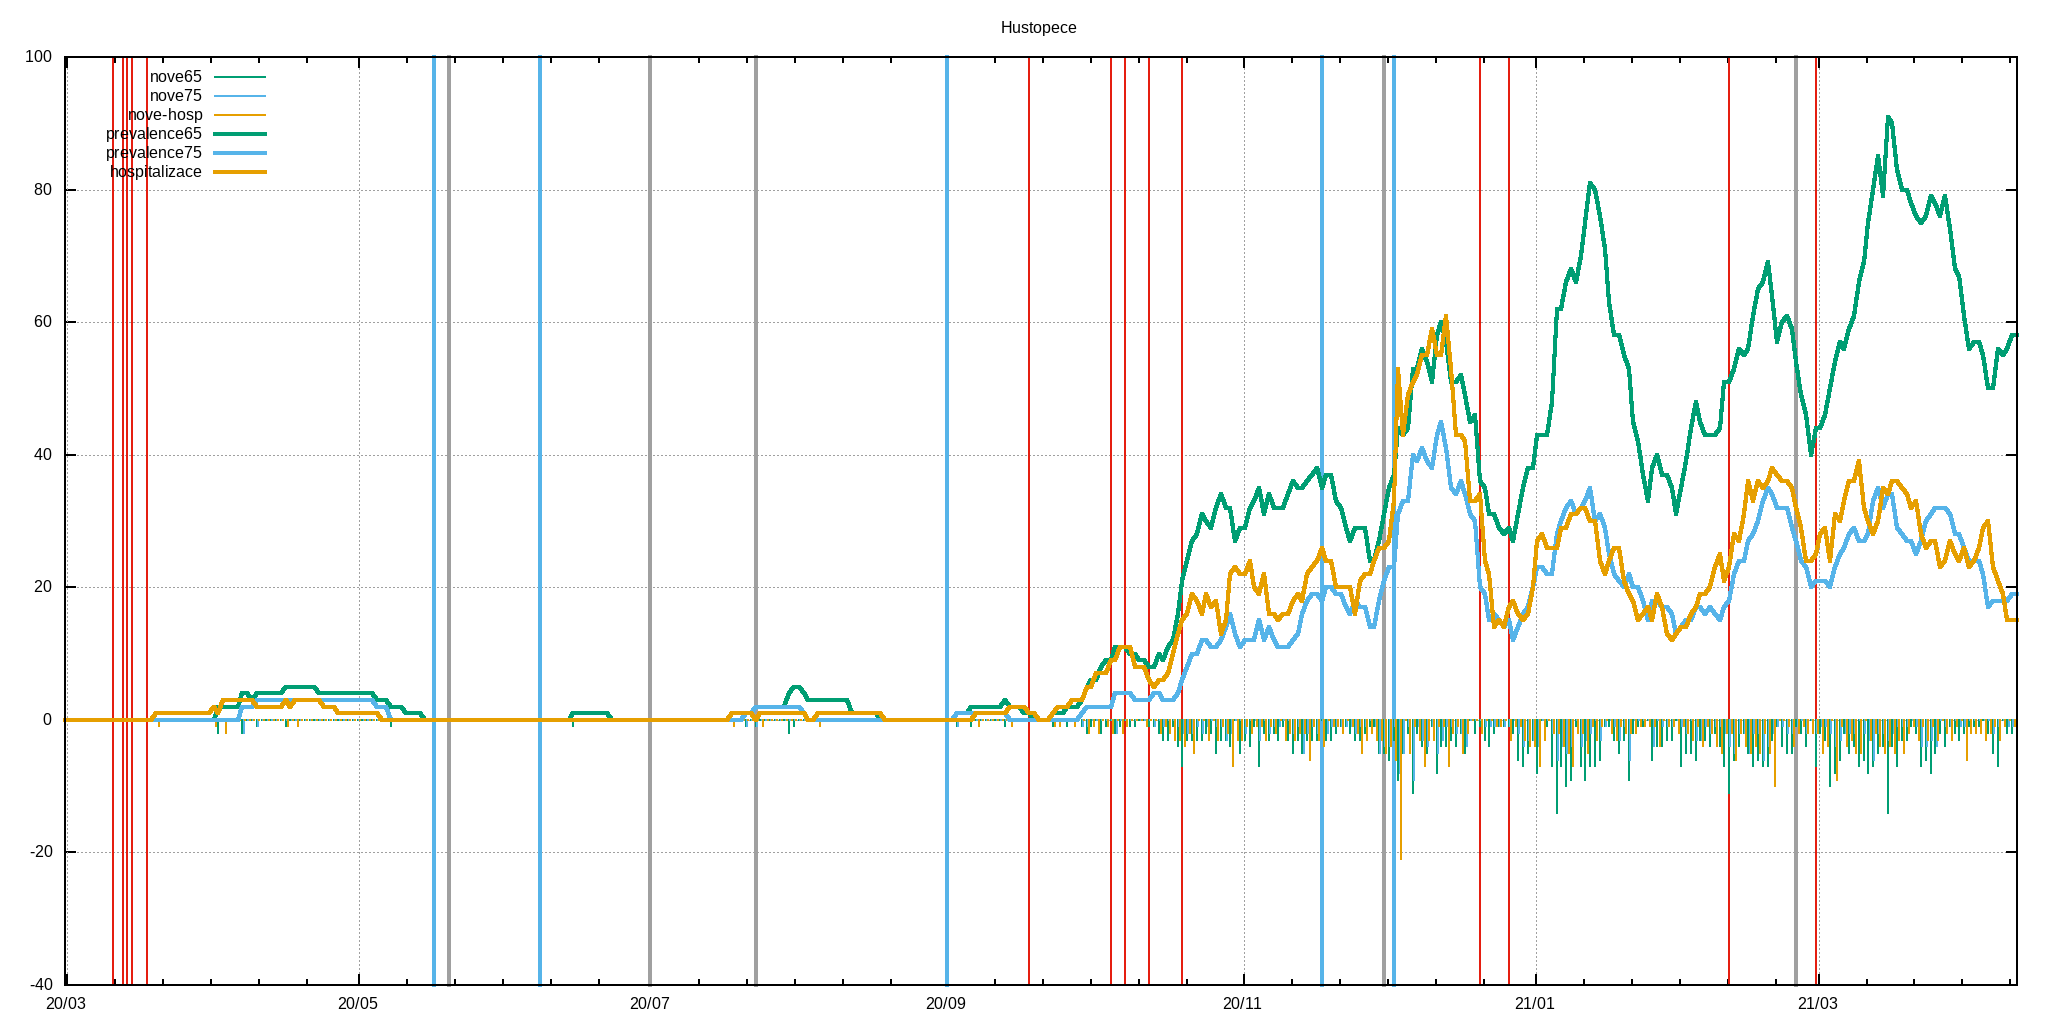 Hustopece
100
80
60
40
20
0
-20
-40
nove65
nove75
nove-hosp
prevalence65
prevalence75
hospitalizace
20/03 20/05 20/07 20/09 20/11 21/01 21/03